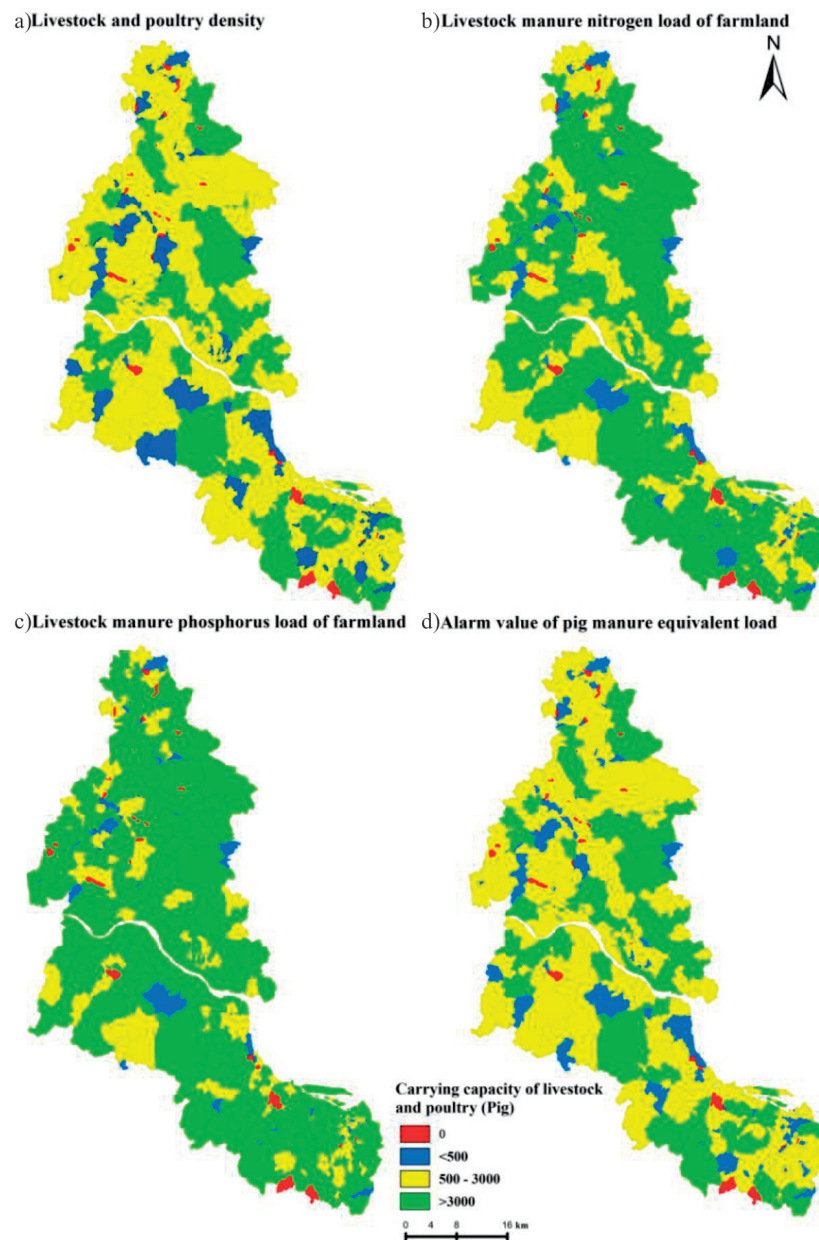 a)Livestock and poultry density
b)Livestock manure nitrogen load of farmland
N
c)Livestock manure phosphorus load of farmland
d)Alarm value of pig manure equivalent load
Carrying capacity of livestock
and poultry (Pig)
0
<500
500 - 3000
>3000
0 4 8 16 km